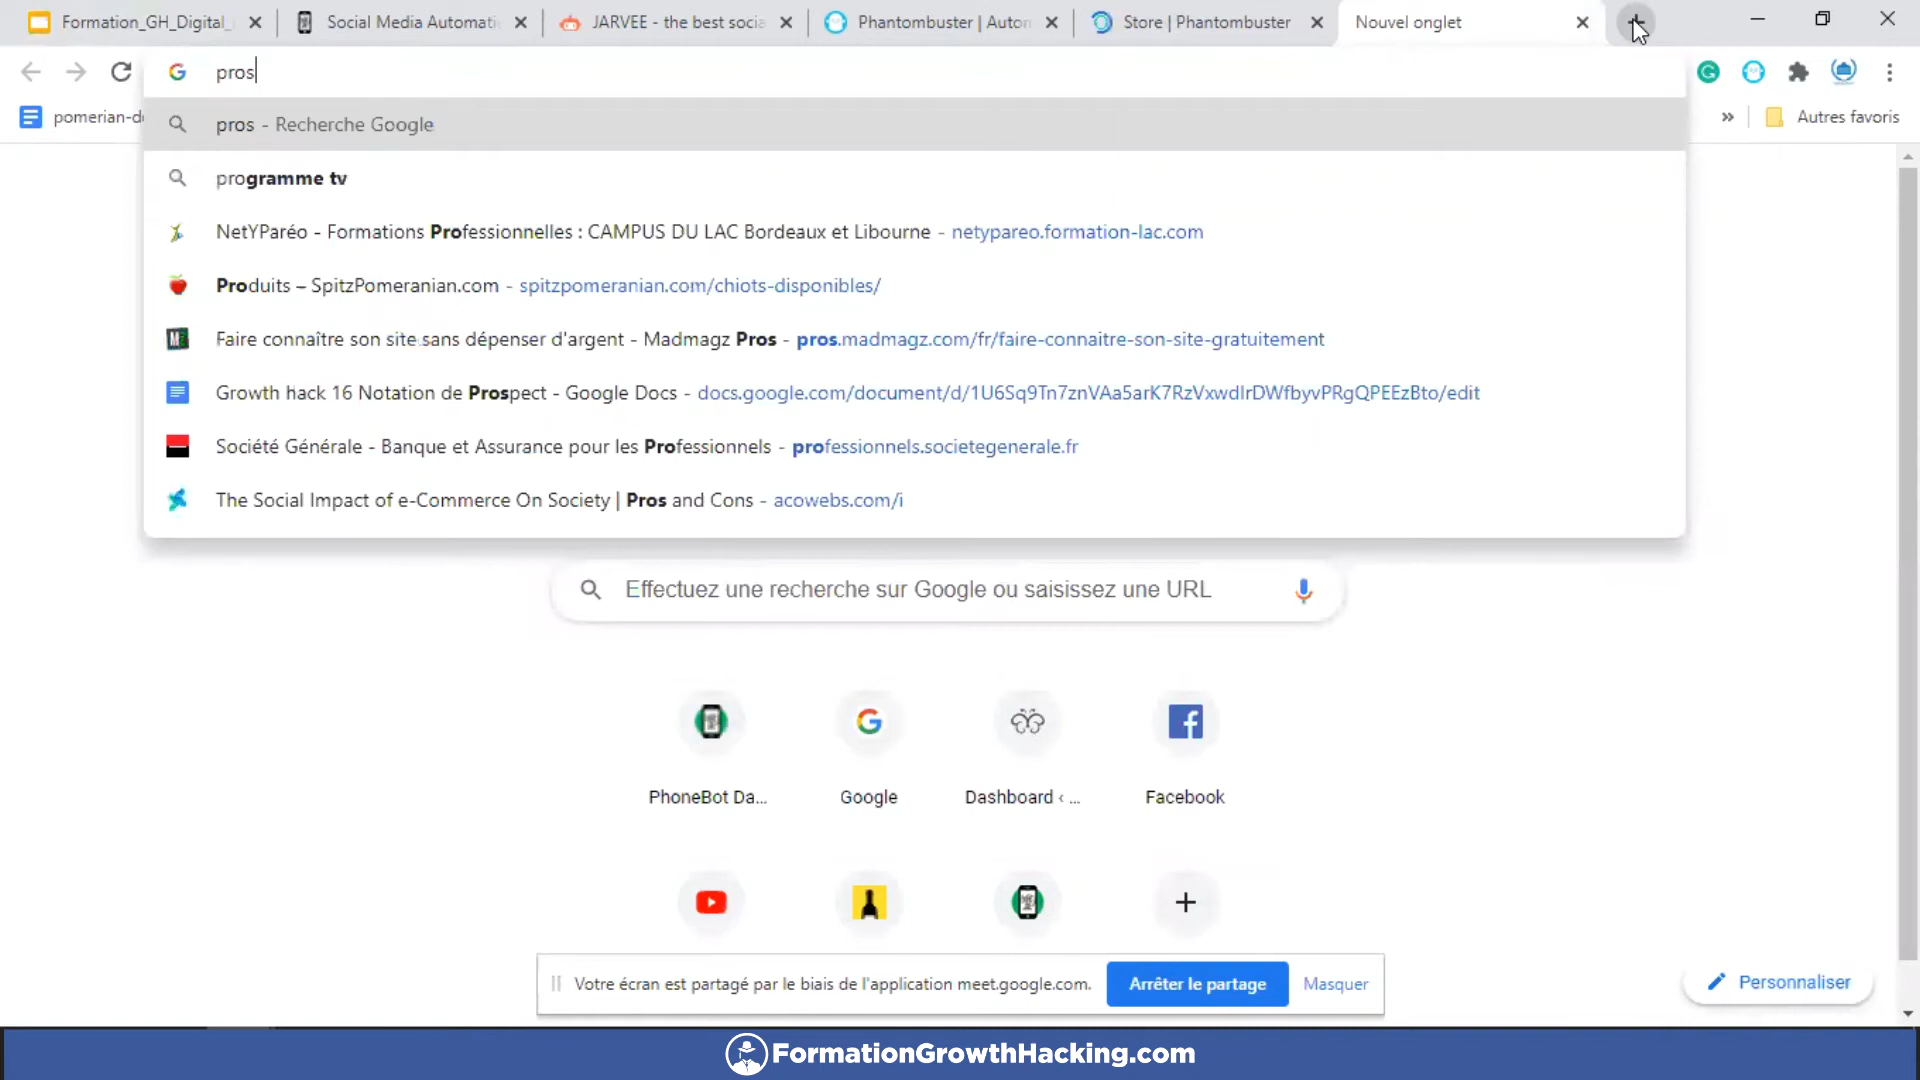 Formation_GH_Digital_
Social Media Automati
JARVEE - the best socia
Phantombuster | Autom
Store | Phantombuster
Nouvel onglet
pros
pomerian-d
Autres favoris
pros - Recherche Google
programme tv
NetYParéo - Formations Professionnelles : CAMPUS DU LAC Bordeaux et Libourne - netypareo.formation-lac.com
Produits – SpitzPomeranian.com - spitzpomeranian.com/chiots-disponibles/
Faire connaître son site sans dépenser d'argent - Madmagz Pros - pros.madmagz.com/fr/faire-connaitre-son-site-gratuitement
Growth hack 16 Notation de Prospect - Google Docs - docs.google.com/document/d/1U6Sq9Tn7znVAa5arK7RzVxwdIrDWfbyvPRgQPEEzBto/edit
Société Générale - Banque et Assurance pour les Professionnels - professionnels.societegenerale.fr
The Social Impact of e-Commerce On Society | Pros and Cons - acowebs.com/i
Effectuez une recherche sur Google ou saisissez une URL
PhoneBot Da...
Google
Dashboard ‹ ...
Facebook
Votre écran est partagé par le biais de l'application meet.google.com.
Arrêter le partage
Masquer
Personnaliser
FormationGrowthHacking.com